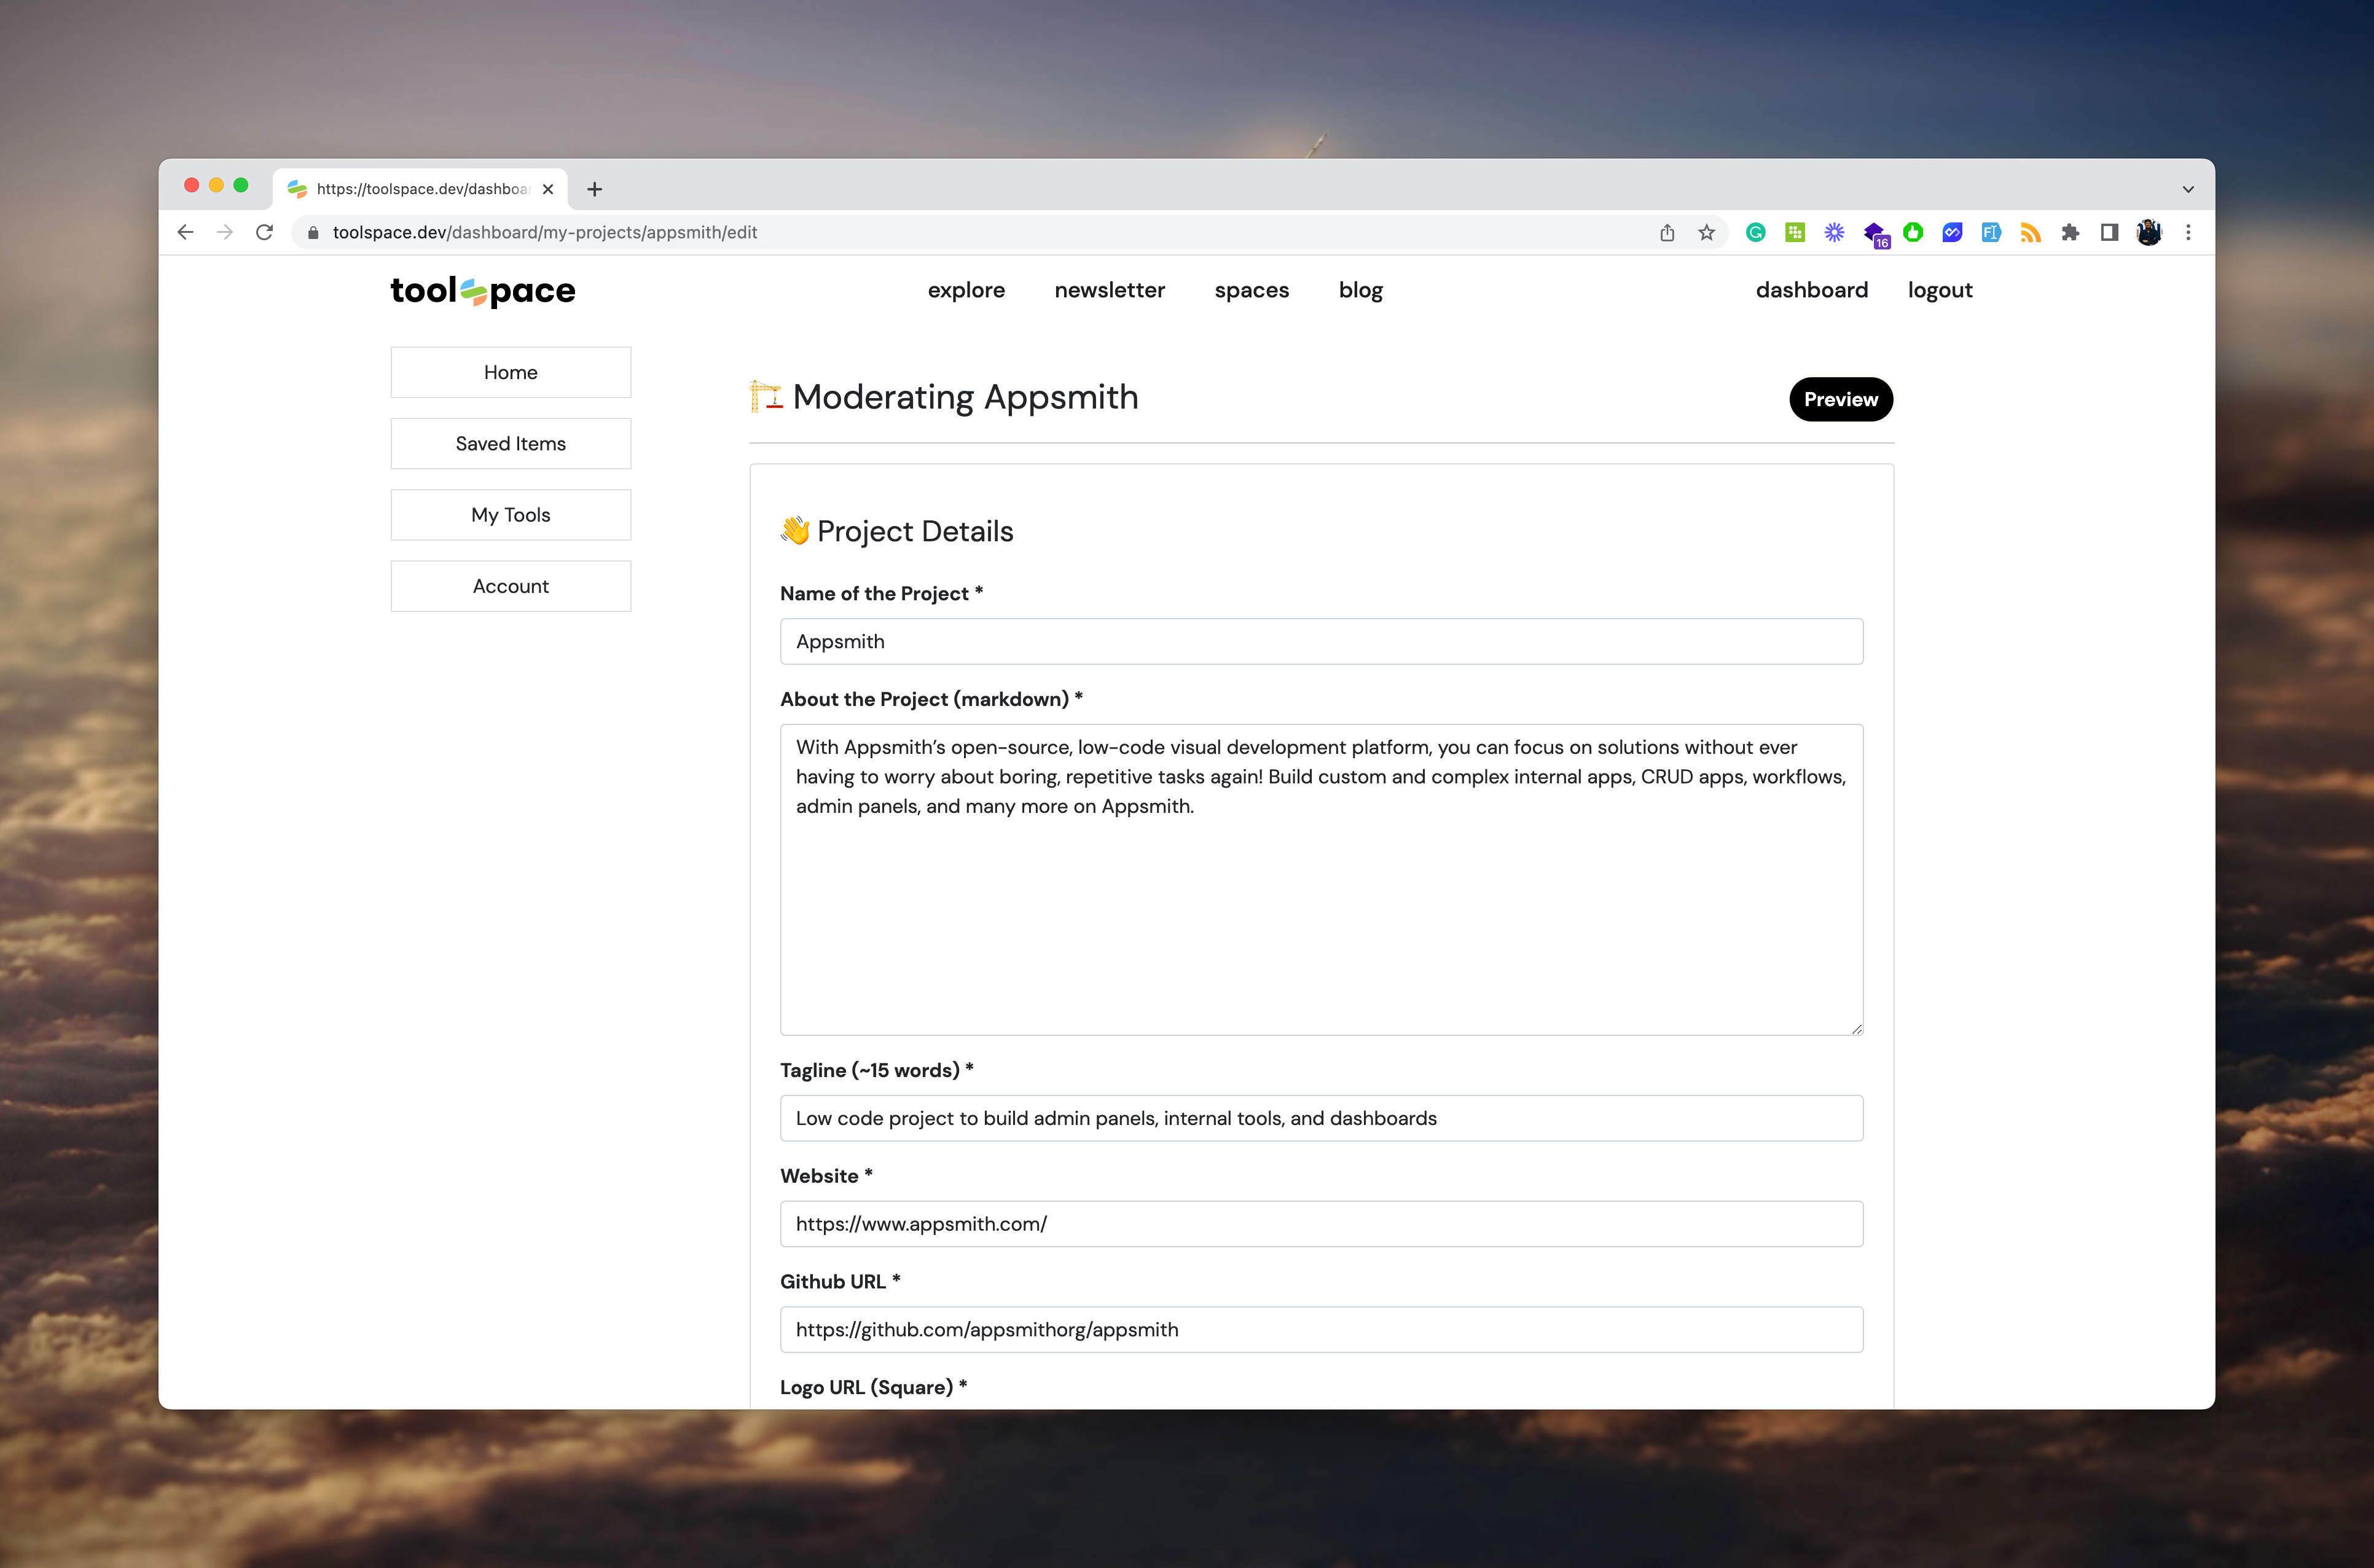 https://toolspace.dev/dashboa
toolspace.dev/dashboard/my-projects/appsmith/edit
16
toolspace
explore newsletter spaces blog
dashboard logout
Home
Saved Items
My Tools
Account
Moderating Appsmith
Preview
Project Details
Name of the Project *
Appsmith
About the Project (markdown) *
With Appsmith’s open-source, low-code visual development platform, you can focus on solutions without ever
having to worry about boring, repetitive tasks again! Build custom and complex internal apps, CRUD apps, workflows,
admin panels, and many more on Appsmith.
Tagline (~15 words) *
Low code project to build admin panels, internal tools, and dashboards
Website *
https://www.appsmith.com/
Github URL *
https://github.com/appsmithorg/appsmith
Logo URL (Square) *